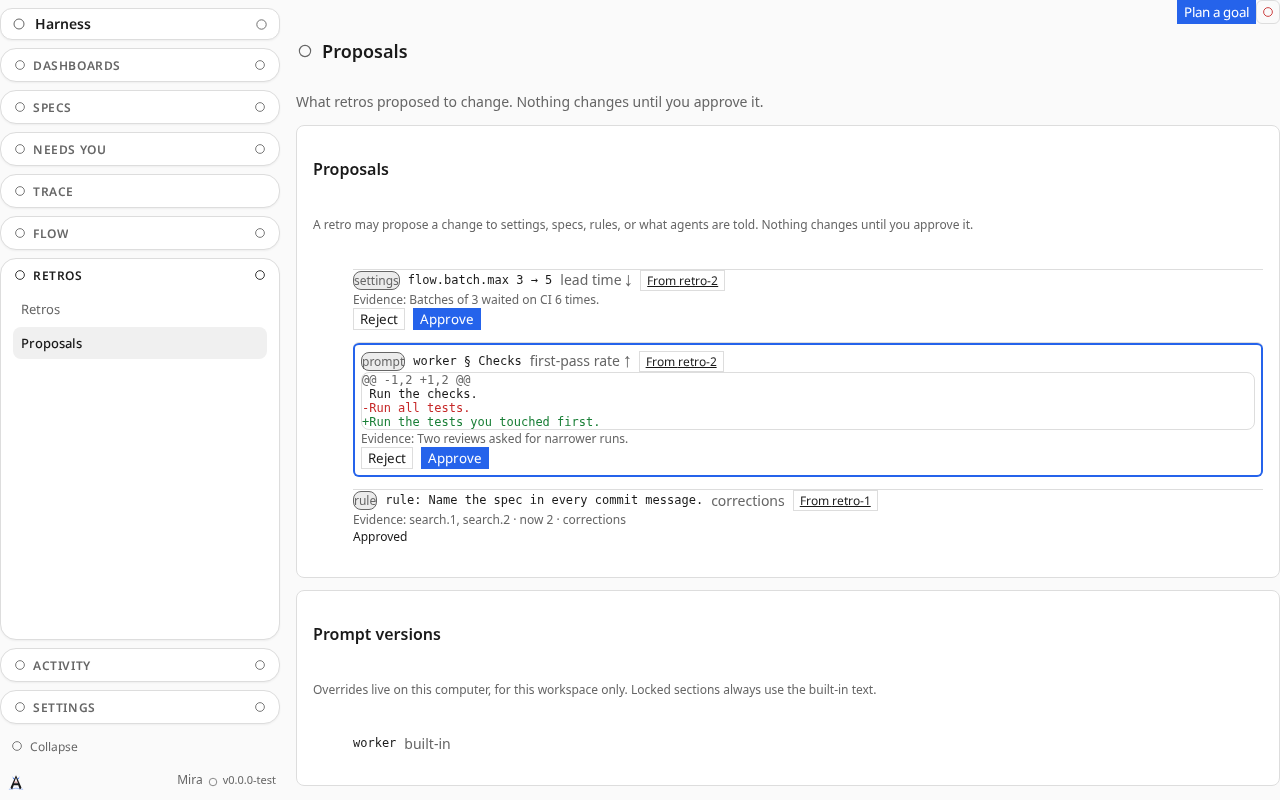 Harness
DASHBOARDS
SPECS
NEEDS YOU
TRACE
FLOW
RETROS
Retros
Proposals
ACTIVITY
SETTINGS
Collapse
A
Mira v0.0.0-test
Plan a goal
Proposals
What retros proposed to change. Nothing changes until you approve it.
Proposals
A retro may propose a change to settings, specs, rules, or what agents are told. Nothing changes until you approve it.
settings flow.batch.max 3 → 5 lead time ↓ From retro-2
Evidence: Batches of 3 waited on CI 6 times.
Reject Approve
prompt worker § Checks first-pass rate ↑ From retro-2
@@ -1,2 +1,2 @@
Run the checks.
-Run all tests.
+Run the tests you touched first.
Evidence: Two reviews asked for narrower runs.
Reject Approve
rule rule: Name the spec in every commit message. corrections From retro-1
Evidence: search.1, search.2 · now 2 · corrections
Approved
Prompt versions
Overrides live on this computer, for this workspace only. Locked sections always use the built-in text.
worker built-in